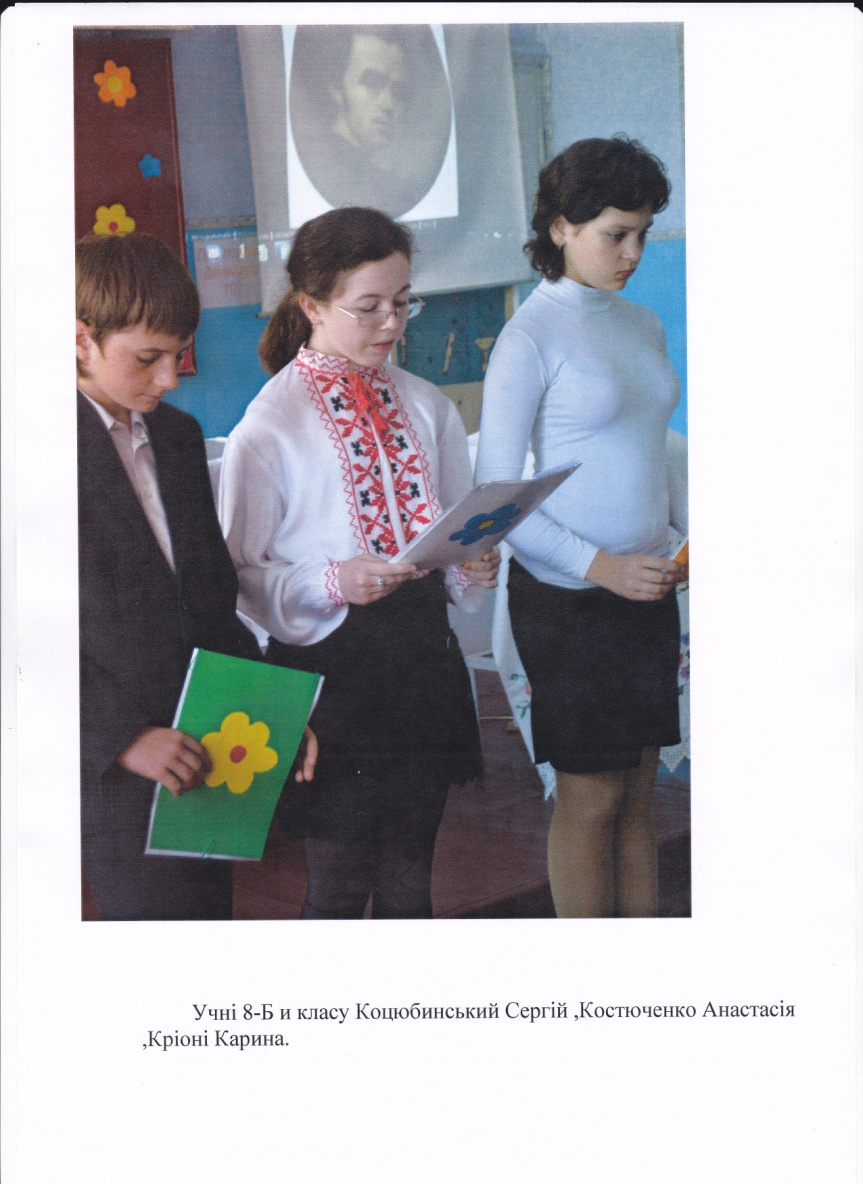 Учні 8-Б и класу Коцюбинський Сергій ,Костюченко Анастасія
,Кріоні Карина.